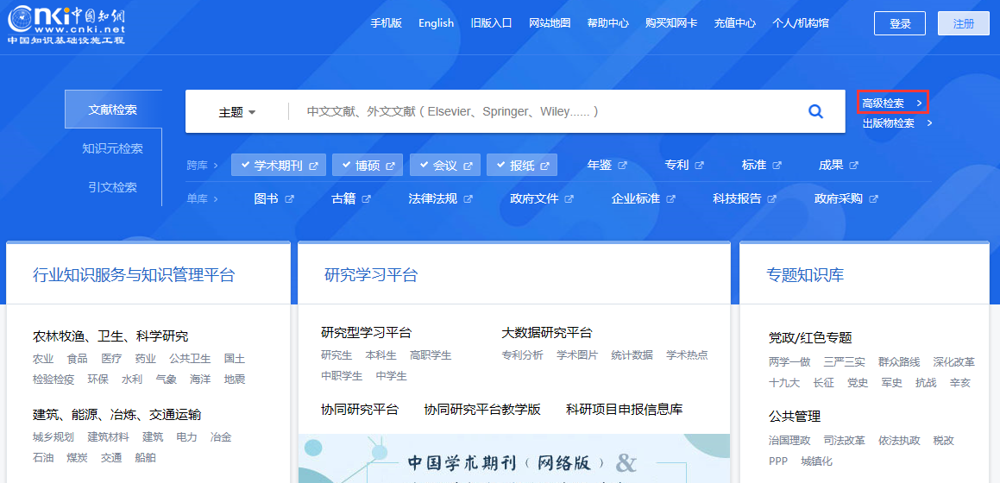 Cnki中国知网
www.cnki.net
中国知识基础设施工程
手机版 English 旧版入口 网站地图 帮助中心 购买知网卡 充值中心 个人/机构馆 登录 注册
文献检索 主题 中文文献、外文文献（Elsevier、Springer、Wiley......） 高级检索 >
出版物检索 >
知识元检索
引文检索
跨库 > 学术期刊 博硕 会议 报纸 年鉴 专利 标准 成果
单库 > 图书 古籍 法律法规 政府文件 企业标准 科技报告 政府采购
行业知识服务与知识管理平台
农林牧渔、卫生、科学研究
农业 食品 医疗 药业 公共卫生 国土
检验检疫 环保 水利 气象 海洋 地震
建筑、能源、冶炼、交通运输
城乡规划 建筑材料 建筑 电力 冶金
石油 煤炭 交通 船舶
研究学习平台
研究型学习平台
研究生 本科生 高职学生
中职学生 中学生
大数据研究平台
专利分析 学术图片 统计数据 学术热点
协同研究平台 协同研究平台教学版 科研项目申报信息库
中国学术期刊（网络版）&
专题知识库
党政/红色专题
两学一做 三严三实 群众路线 深化改革
十九大 长征 党史 军史 抗战 辛亥
公共管理
治国理政 司法改革 依法执政 税改
PPP 城镇化